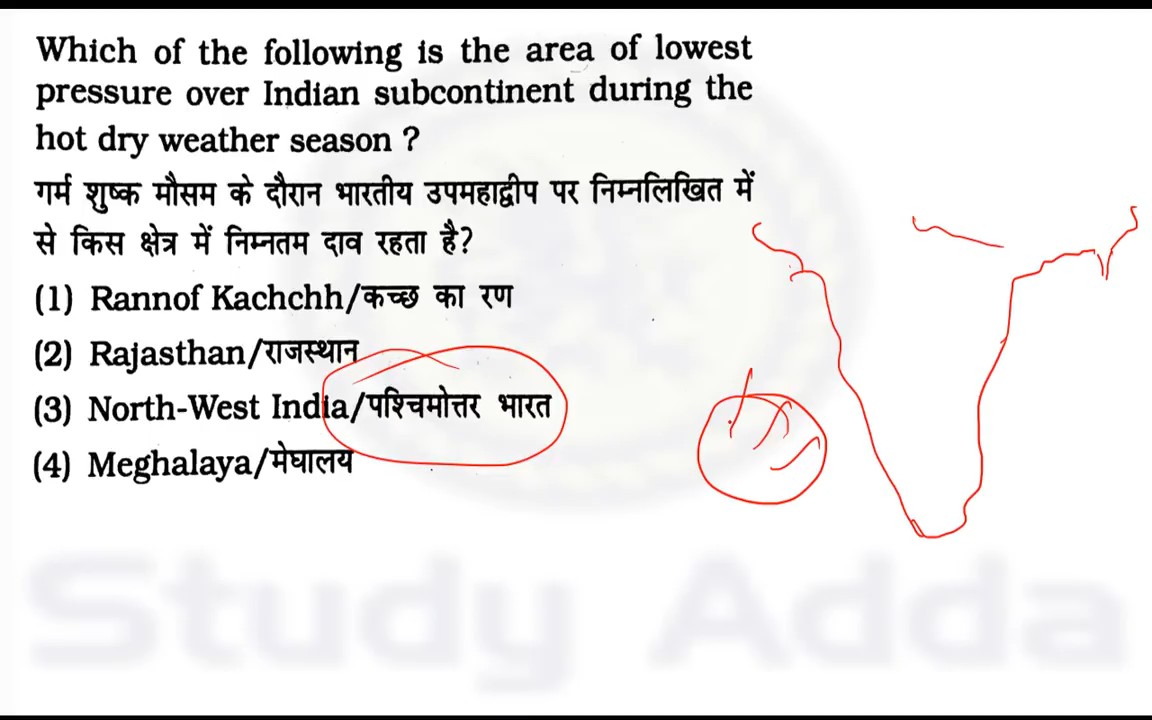 Which of the following is the area of lowest
pressure over Indian subcontinent during the
hot dry weather season ?
गर्म शुष्क मौसम के दौरान भारतीय उपमहाद्वीप पर निम्नलिखित में
से किस क्षेत्र में निम्नतम दाव रहता है?
(1) Rannof Kachchh/कच्छ का रण
(2) Rajasthan/राजस्थान
(3) North-West India/पश्चिमोत्तर भारत
(4) Meghalaya/मेघालय
Study Adda